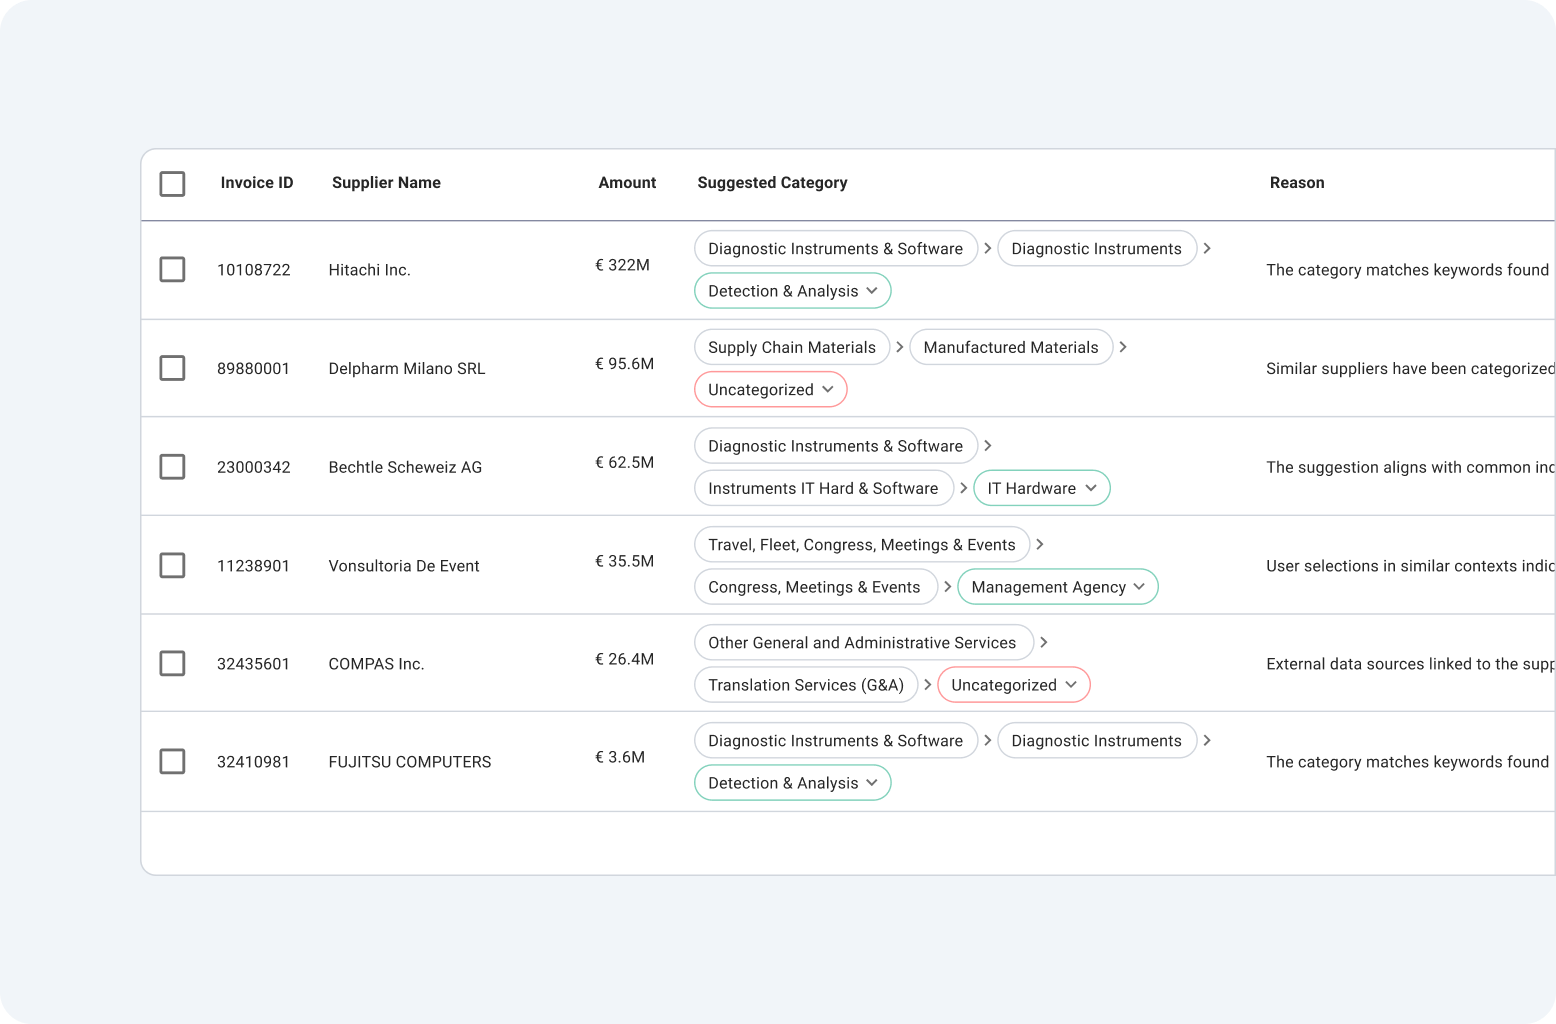 Invoice ID Supplier Name Amount Suggested Category Reason
Diagnostic Instruments & Software Diagnostic Instruments
10108722 Hitachi Inc. € 322M The category matches keywords found
Detection & Analysis
Supply Chain Materials Manufactured Materials
89880001 Delpharm Milano SRL € 95.6M Similar suppliers have been categorized
Uncategorized
Diagnostic Instruments & Software
23000342 Bechtle Scheweiz AG € 62.5M The suggestion aligns with common
Instruments IT Hard & Software IT Hardware
Travel, Fleet, Congress, Meetings & Events
11238901 Vonsultoria De Event € 35.5M User selections in similar contexts
Congress, Meetings & Events Management Agency
Other General and Administrative Services
32435601 COMPAS Inc. € 26.4M External data sources linked to the
Translation Services (G&A) Uncategorized
Diagnostic Instruments & Software Diagnostic Instruments
32410981 FUJITSU COMPUTERS € 3.6M The category matches keywords found
Detection & Analysis